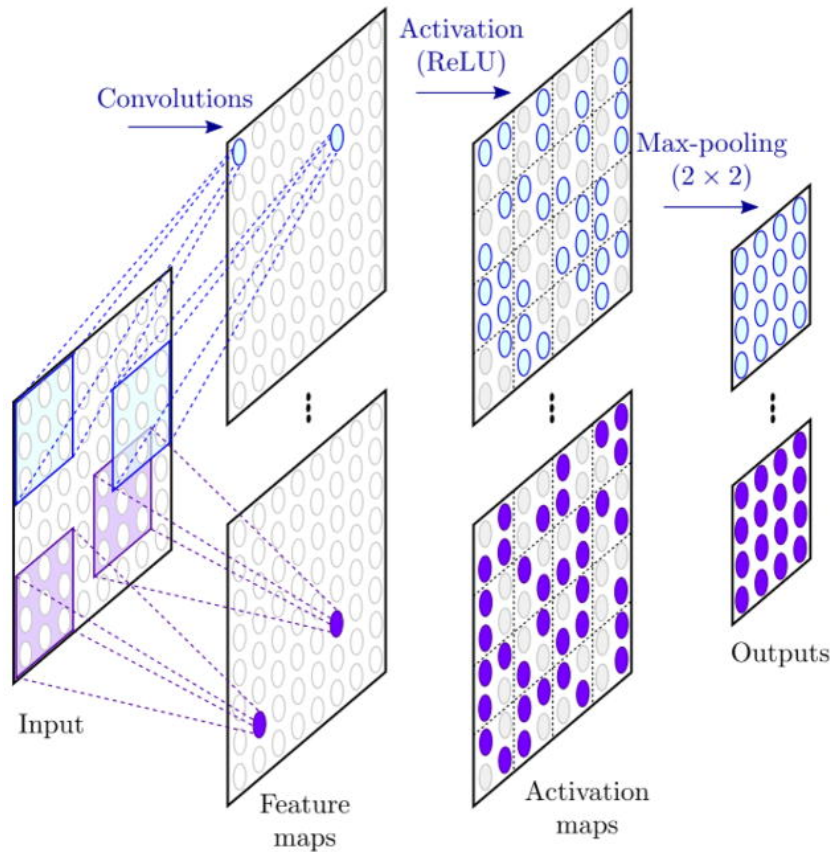 Activation
(ReLU)
Convolutions
Max-pooling
(2 × 2)
Outputs
Input
Feature
maps
Activation
maps